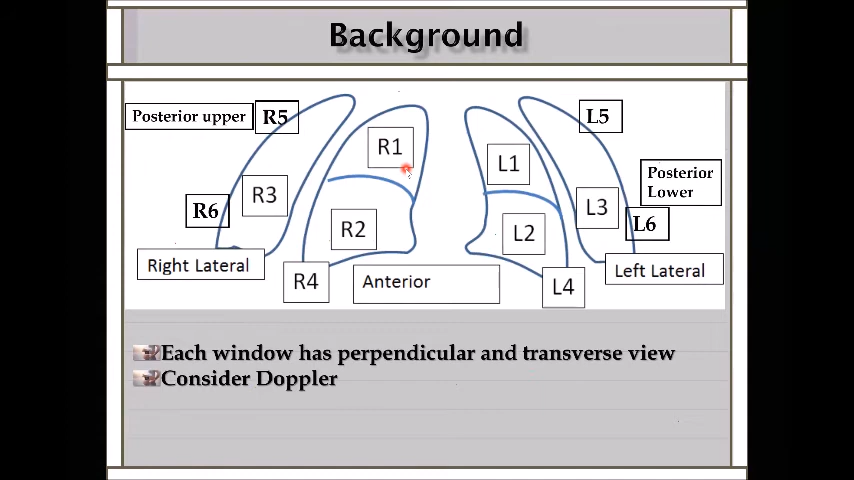 Background
Posterior upper
R5
R1
L5
L1
Posterior
Lower
R3
R6
R2
L3
L2
L6
Right Lateral
R4
Anterior
L4
Left Lateral
Each window has perpendicular and transverse view
Consider Doppler